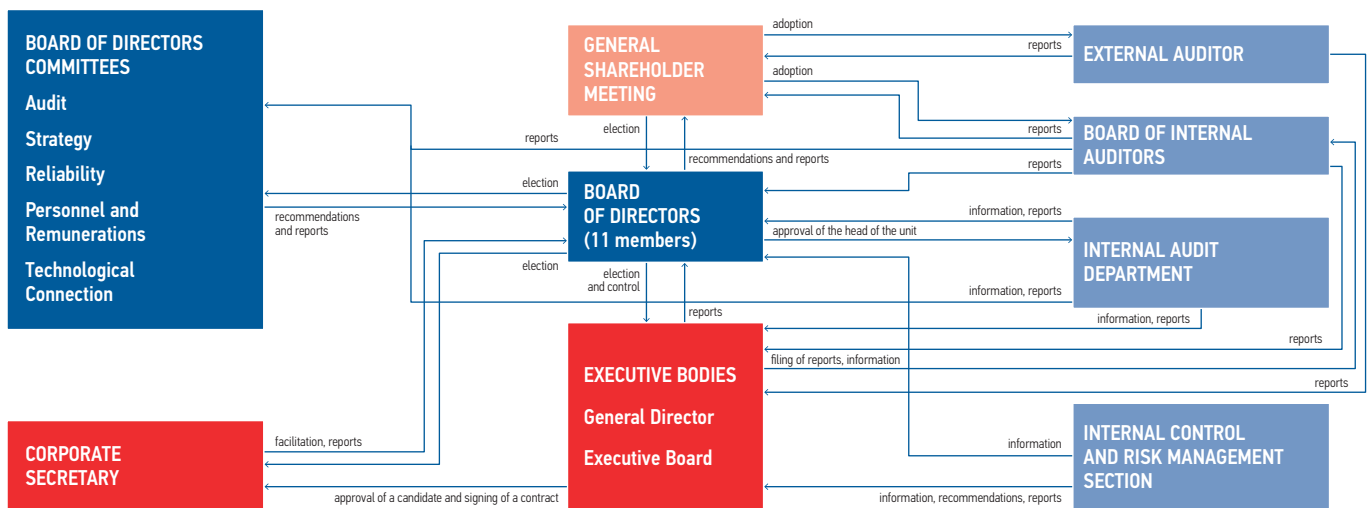 BOARD OF DIRECTORS
COMMITTEES
Audit
Strategy
Reliability
Personnel and
Remunerations
Technological
Connection
CORPORATE
SECRETARY
GENERAL
SHAREHOLDER
MEETING
BOARD
OF DIRECTORS
(11 members)
EXECUTIVE BODIES
General Director
Executive Board
EXTERNAL AUDITOR
BOARD OF INTERNAL
AUDITORS
INTERNAL AUDIT
DEPARTMENT
INTERNAL CONTROL
AND RISK MANAGEMENT
SECTION
adoption
reports
adoption
reports
election
reports
recommendations and reports
reports
election
recommendations
and reports
information, reports
approval of the head of the unit
election
election
and control
information, reports
reports
information, reports
reports
filing of reports, information
reports
facilitation, reports
information
approval of a candidate and signing of a contract
information, recommendations, reports